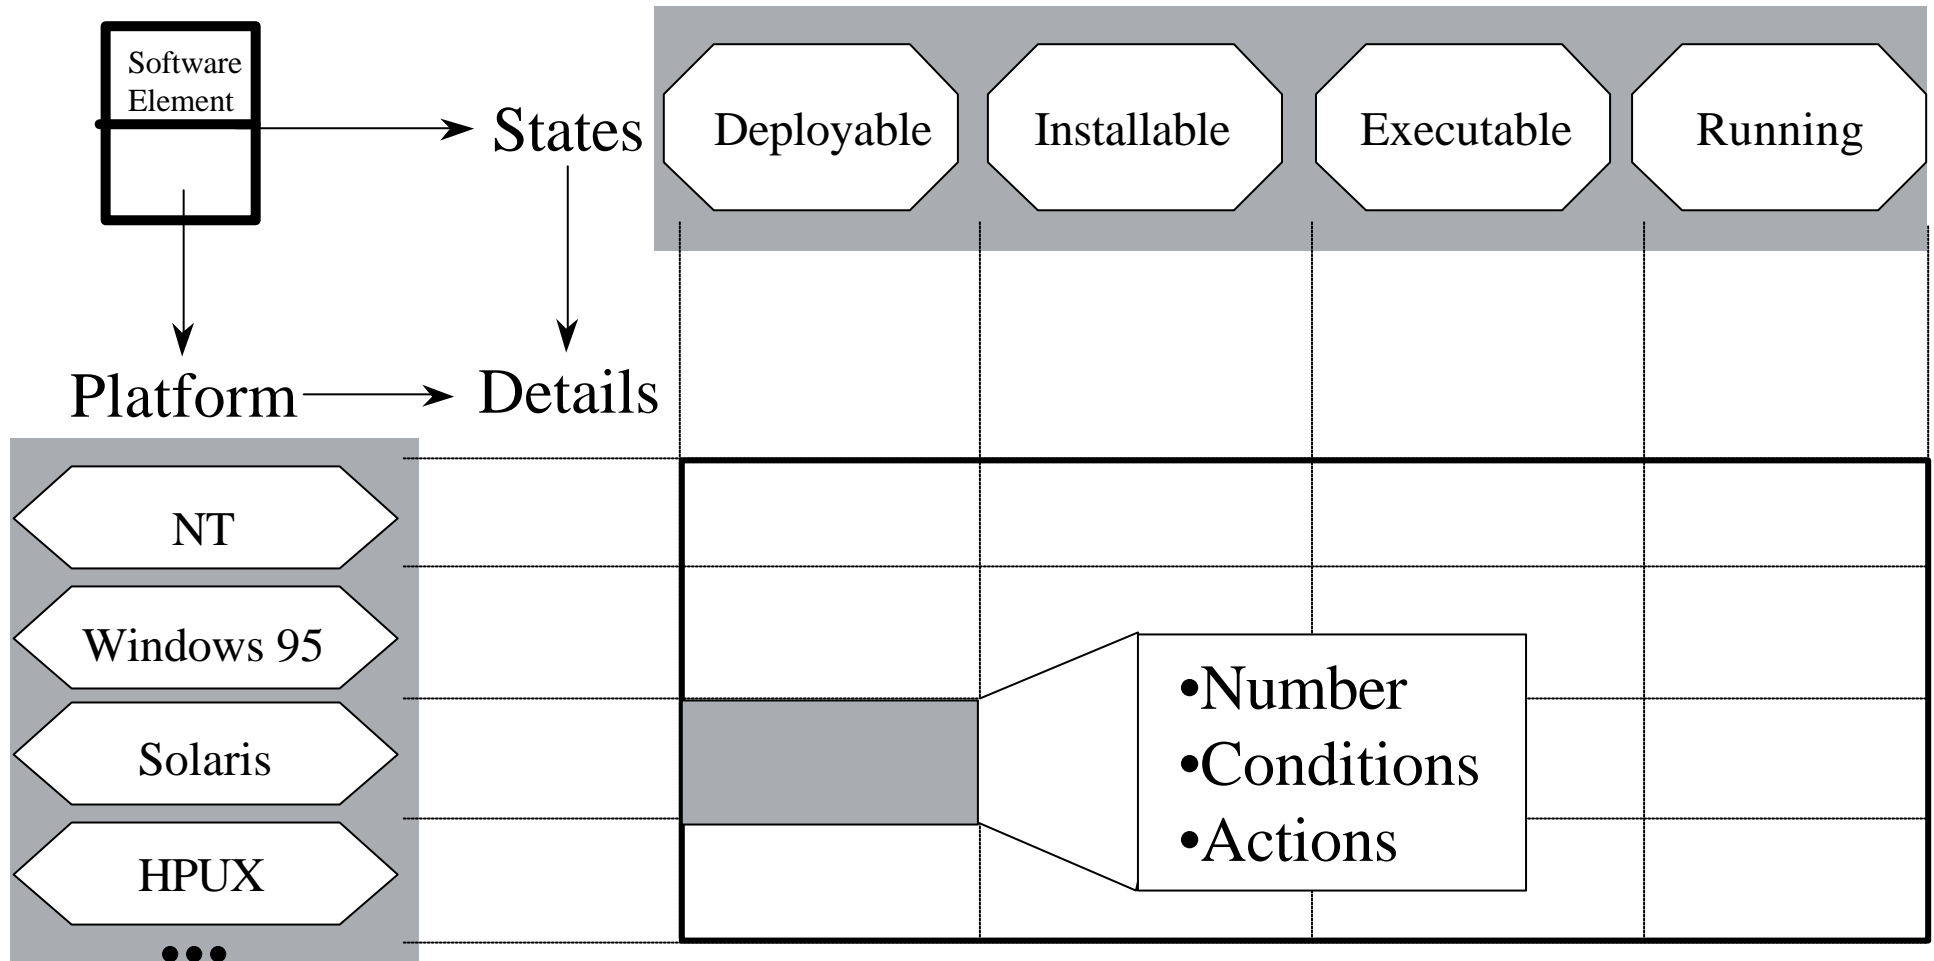 Software
Element
States
Deployable
Installable
Executable
Running
Platform
Details
NT
Windows 95
Solaris
HPUX
•••
•Number
•Conditions
•Actions